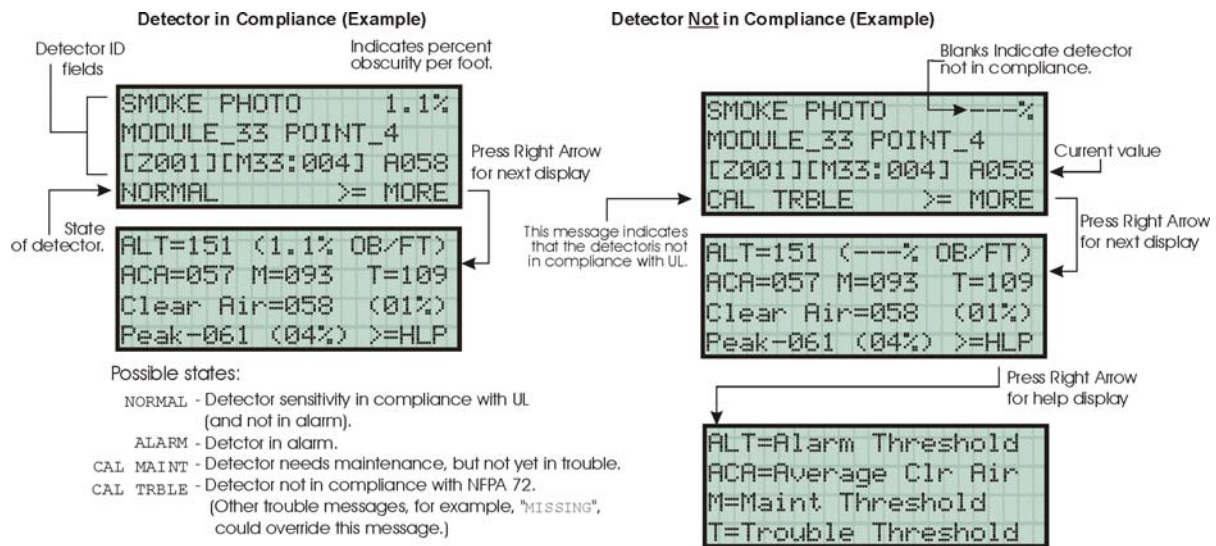 Detector in Compliance (Example)
Detector ID
fields
Indicates percent
obscurity per foot.
SMOKE PHOTO 1.1%
MODULE_33 POINT_4
[Z001][M33:004] A058
NORMAL >= MORE
Press Right Arrow
for next display
State
of detector.
ALT=151 (1.1% OB/FT)
ACA=057 M=093 T=109
Clear Air=058 (01%)
Peak-061 (04%) >=HLP
Possible states:
NORMAL - Detector sensitivity in compliance with UL
(and not in alarm).
ALARM - Detctor in alarm.
CAL MAINT - Detector needs maintenance, but not yet in trouble.
CAL TRBLE - Detector not in compliance with NFPA 72.
(Other trouble messages, for example, "MISSING",
could override this message.)
Detector Not in Compliance (Example)
Blanks Indicate detector
not in compliance.
SMOKE PHOTO ---%
MODULE_33 POINT_4
[Z001][M33:004] A058
CAL TRBLE >= MORE
Current value
This message indicates
that the detectoris not
in compliance with UL.
Press Right Arrow
for next display
ALT=151 (---% OB/FT)
ACA=057 M=093 T=109
Clear Air=058 (01%)
Peak-061 (04%) >=HLP
Press Right Arrow
for help display
ALT=Alarm Threshold
ACA=Average Clr Air
M=Maint Threshold
T=Trouble Threshold